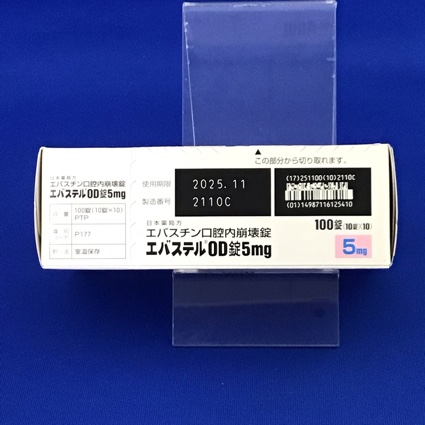 日本薬局方
エバスチン口腔内崩壊錠
エバステル OD錠5mg
100錠(10錠×10)
PTP
P177
室温保存
▲
この部分から切り取れます。
使用期限 2025.11
製造番号 2110C
(17)251100(10)2110C
(01)14987116125410
日本薬局方
エバスチン口腔内崩壊錠
エバステル OD錠5mg
100錠(10錠×10)
5mg